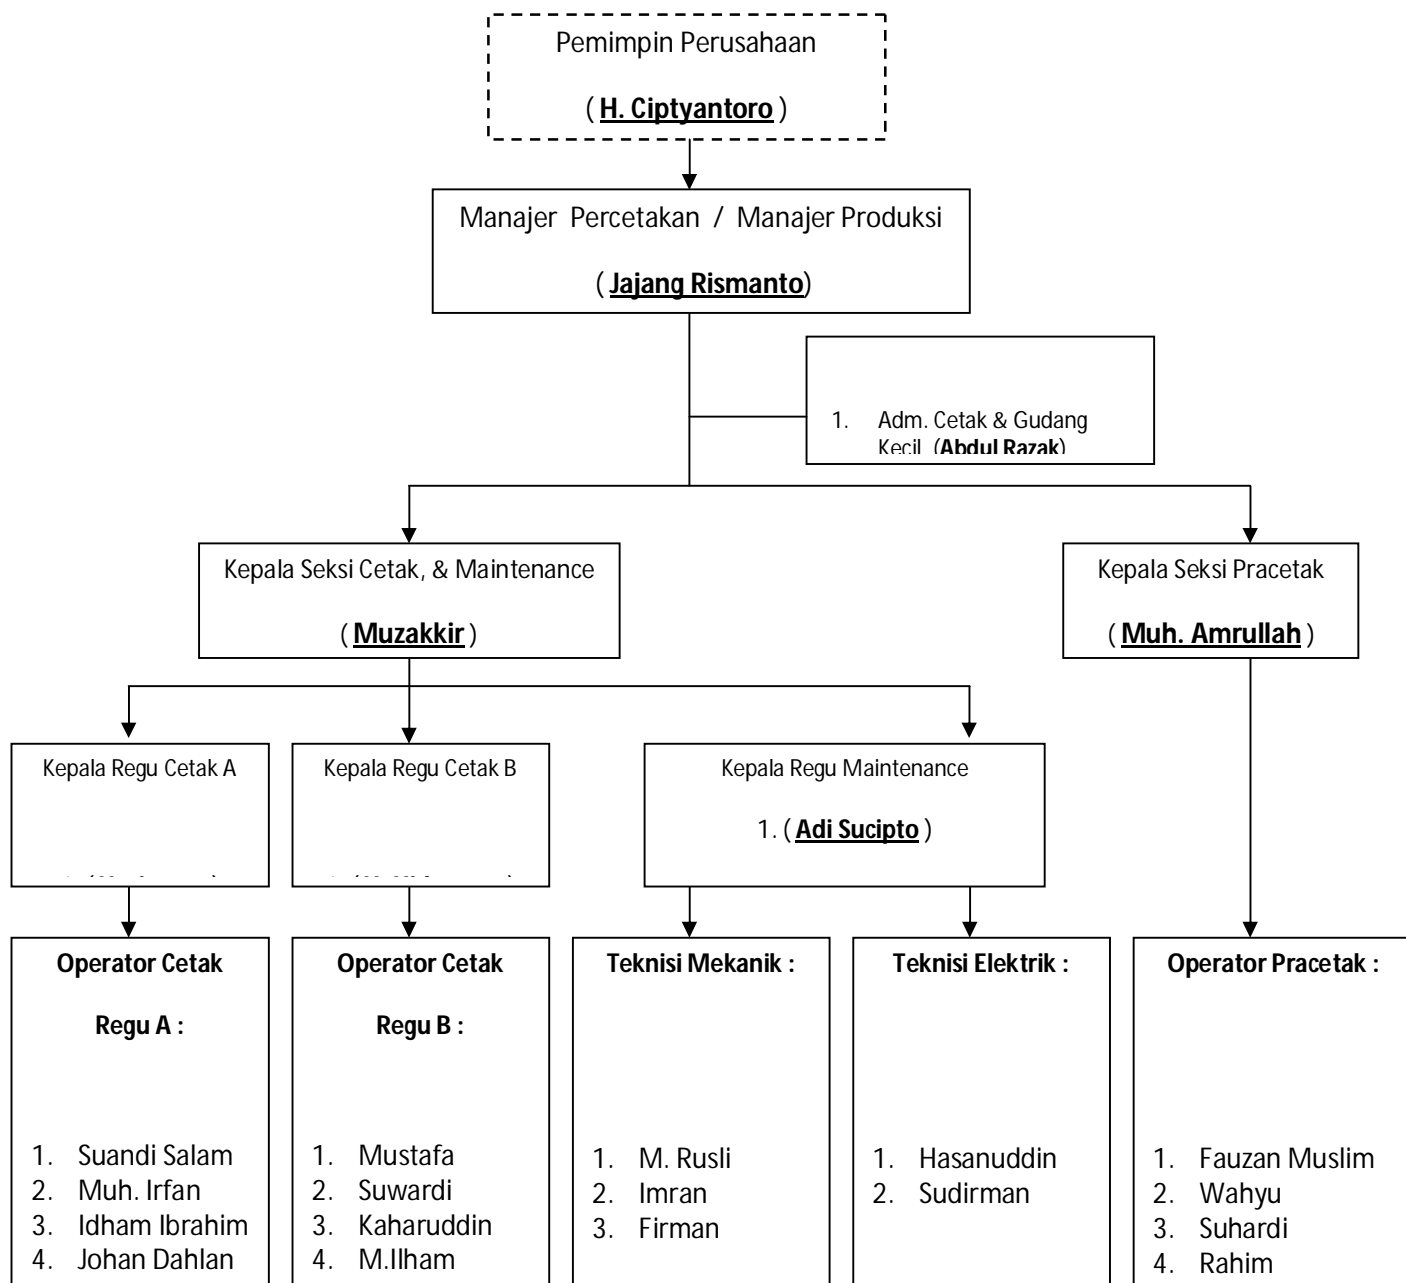 Pemimpin Perusahaan
( H. Ciptyantoro )
Manajer Percetakan / Manajer Produksi
( Jajang Rismanto)
1. Adm. Cetak & Gudang
Kecil (Abdul Razak)
Kepala Seksi Cetak, & Maintenance
( Muzakkir )
Kepala Seksi Pracetak
( Muh. Amrullah )
Kepala Regu Cetak A
Kepala Regu Cetak B
Kepala Regu Maintenance
1. ( Adi Sucipto )
Operator Cetak
Regu A :
1. Suandi Salam
2. Muh. Irfan
3. Idham Ibrahim
4. Johan Dahlan
Operator Cetak
Regu B :
1. Mustafa
2. Suwardi
3. Kaharuddin
4. M.Ilham
Teknisi Mekanik :
1. M. Rusli
2. Imran
3. Firman
Teknisi Elektrik :
1. Hasanuddin
2. Sudirman
Operator Pracetak :
1. Fauzan Muslim
2. Wahyu
3. Suhardi
4. Rahim